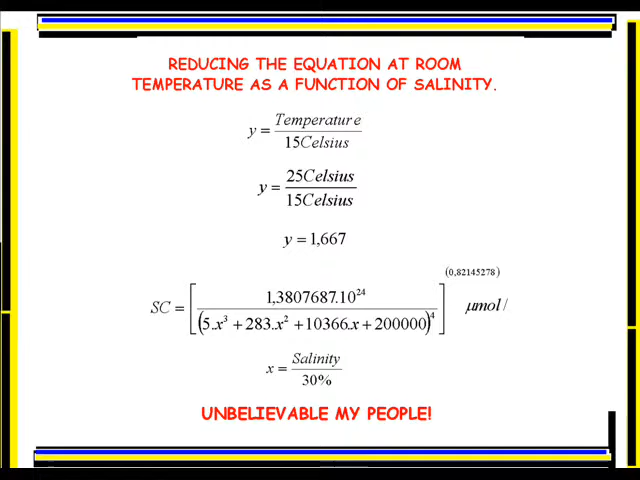 REDUCING THE EQUATION AT ROOM
TEMPERATURE AS A FUNCTION OF SALINITY.
y = Temperature / 15Celsius
y = 25Celsius / 15Celsius
y = 1,667
SC = [ 1,3807687.10^24 / (5.x^3 + 283.x^2 + 10366.x + 200000)^4 ]^(0,82145278) μmol /
x = Salinity / 30%
UNBELIEVABLE MY PEOPLE!